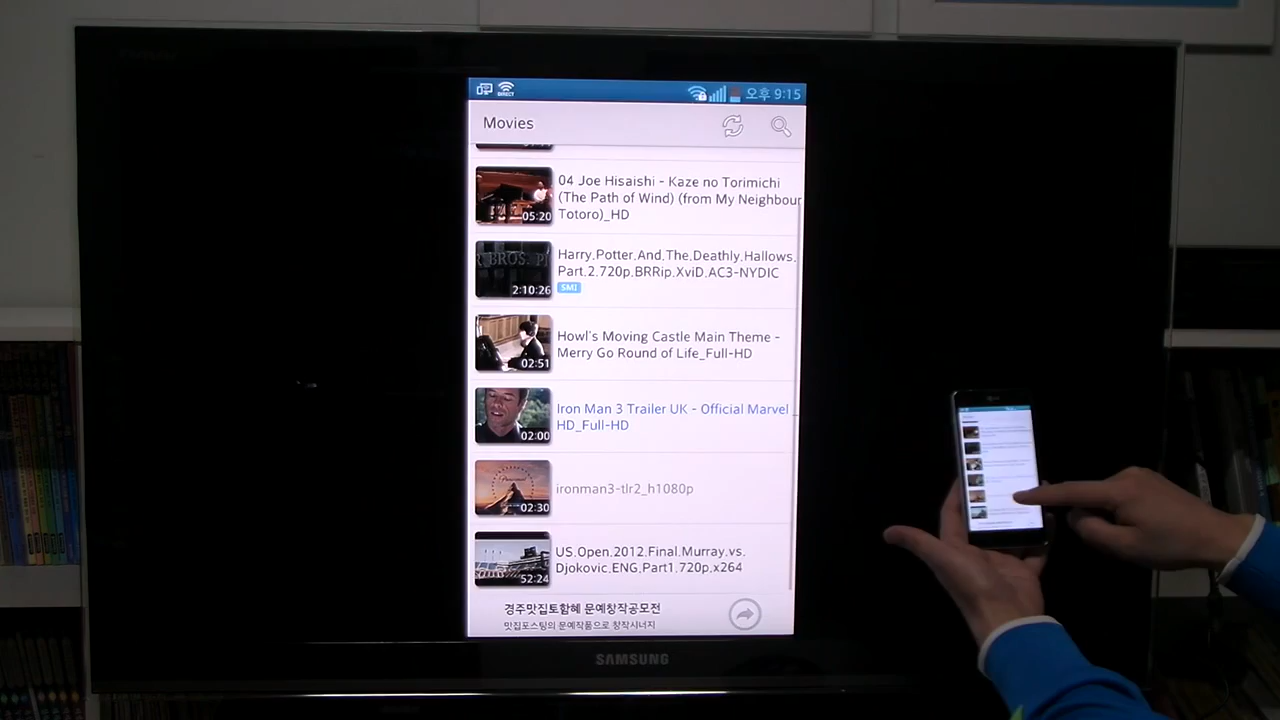 DIRECT
오후 9:15
Movies
04 Joe Hisaishi - Kaze no Torimichi
(The Path of Wind) (from My Neighbour
Totoro)_HD
05:20
R BROS. PI
Harry.Potter.And.The.Deathly.Hallows.
Part.2.720p.BRRip.XviD.AC3-NYDIC
2:10:26
SMI
Howl's Moving Castle Main Theme -
Merry Go Round of Life_Full-HD
02:51
Iron Man 3 Trailer UK - Official Marvel
HD_Full-HD
02:00
ironman3-tlr2_h1080p
02:30
US.Open.2012.Final.Murray.vs.
Djokovic.ENG.Part1.720p.x264
52:24
경주맛집토함혜 문예창작공모전
맛집포스팅의 문예작품으로 창작시너지
SAMSUNG